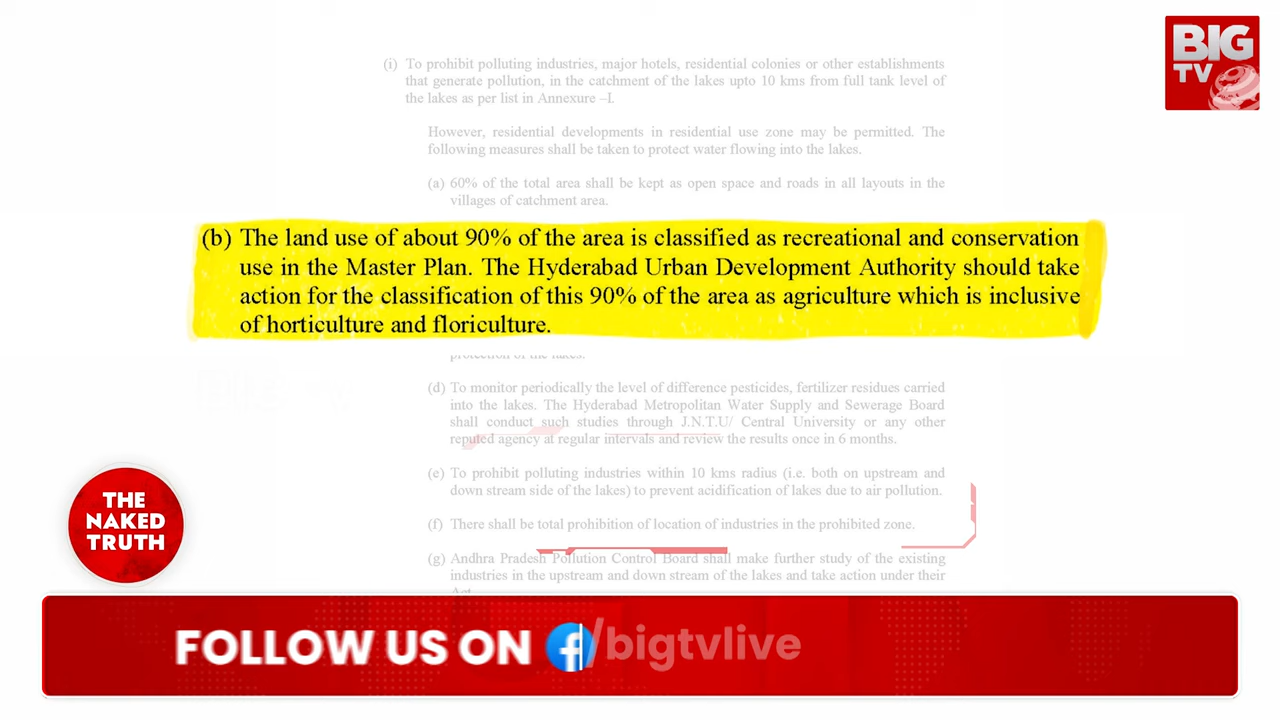 BIG
TV
(i) To prohibit polluting industries, major hotels, residential colonies or other establishments
that generate pollution, in the catchment of the lakes upto 10 kms from full tank level of
the lakes as per list in Annexure –I.
However, residential developments in residential use zone may be permitted. The
following measures shall be taken to protect water flowing into the lakes.
(a) 60% of the total area shall be kept as open space and roads in all layouts in the
villages of catchment area.
(b) The land use of about 90% of the area is classified as recreational and conservation
use in the Master Plan. The Hyderabad Urban Development Authority should take
action for the classification of this 90% of the area as agriculture which is inclusive
of horticulture and floriculture.
protection of the lakes.
(d) To monitor periodically the level of difference pesticides, fertilizer residues carried
into the lakes. The Hyderabad Metropolitan Water Supply and Sewerage Board
shall conduct such studies through J.N.T.U/ Central University or any other
reputed agency at regular intervals and review the results once in 6 months.
(e) To prohibit polluting industries within 10 kms radius (i.e. both on upstream and
down stream side of the lakes) to prevent acidification of lakes due to air pollution.
(f) There shall be total prohibition of location of industries in the prohibited zone.
(g) Andhra Pradesh Pollution Control Board shall make further study of the existing
industries in the upstream and down stream of the lakes and take action under their
Act
THE
NAKED
TRUTH
FOLLOW US ON f/bigtvlive